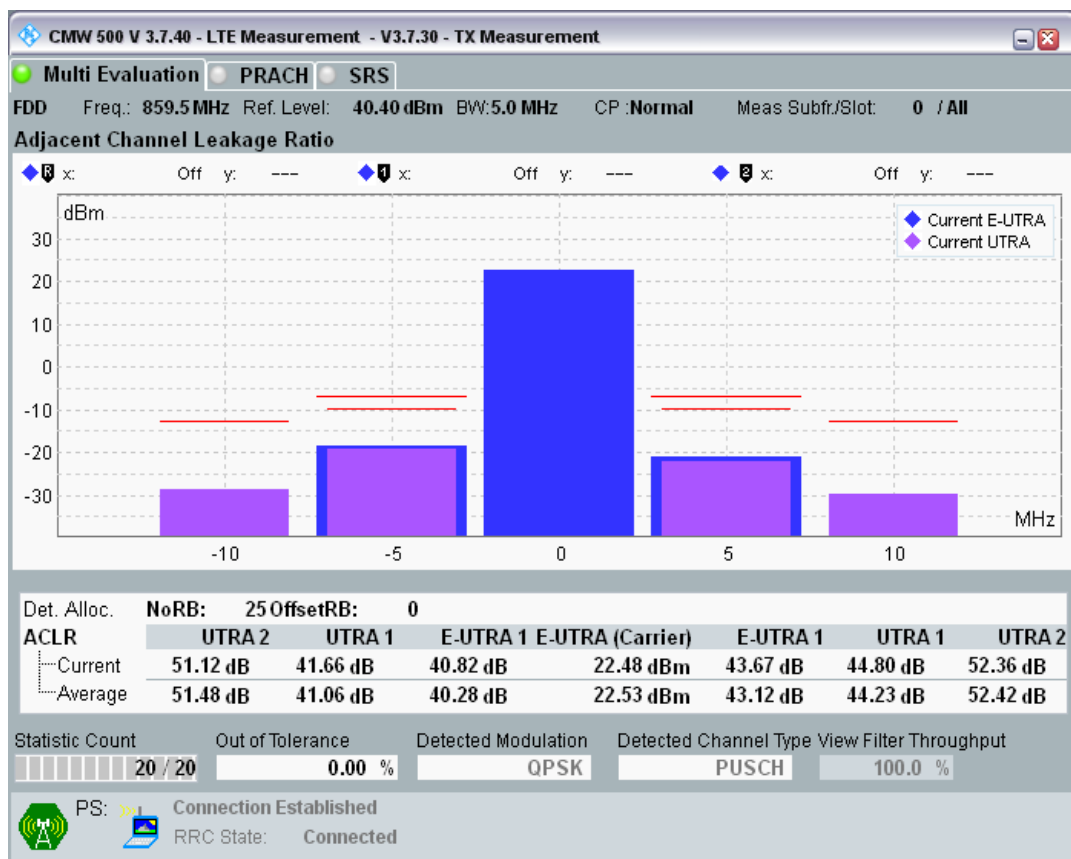 CMW 500 V 3.7.40 - LTE Measurement - V3.7.30 - TX Measurement
Multi Evaluation PRACH SRS
FDD Freq.: 859.5 MHz Ref. Level: 40.40 dBm BW: 5.0 MHz CP : Normal Meas Subfr./Slot: 0 / All
Adjacent Channel Leakage Ratio
R x: Off y: --- 1 x: Off y: --- 2 x: Off y: ---
dBm
Current E-UTRA
Current UTRA
30
20
10
0
-10
-20
-30
MHz
-10 -5 0 5 10
Det. Alloc. NoRB: 25 OffsetRB: 0
ACLR UTRA 2 UTRA 1 E-UTRA 1 E-UTRA (Carrier) E-UTRA 1 UTRA 1 UTRA 2
Current 51.12 dB 41.66 dB 40.82 dB 22.48 dBm 43.67 dB 44.80 dB 52.36 dB
Average 51.48 dB 41.06 dB 40.28 dB 22.53 dBm 43.12 dB 44.23 dB 52.42 dB
Statistic Count Out of Tolerance Detected Modulation Detected Channel Type View Filter Throughput
20 / 20 0.00 % QPSK PUSCH 100.0 %
PS: Connection Established
RRC State: Connected